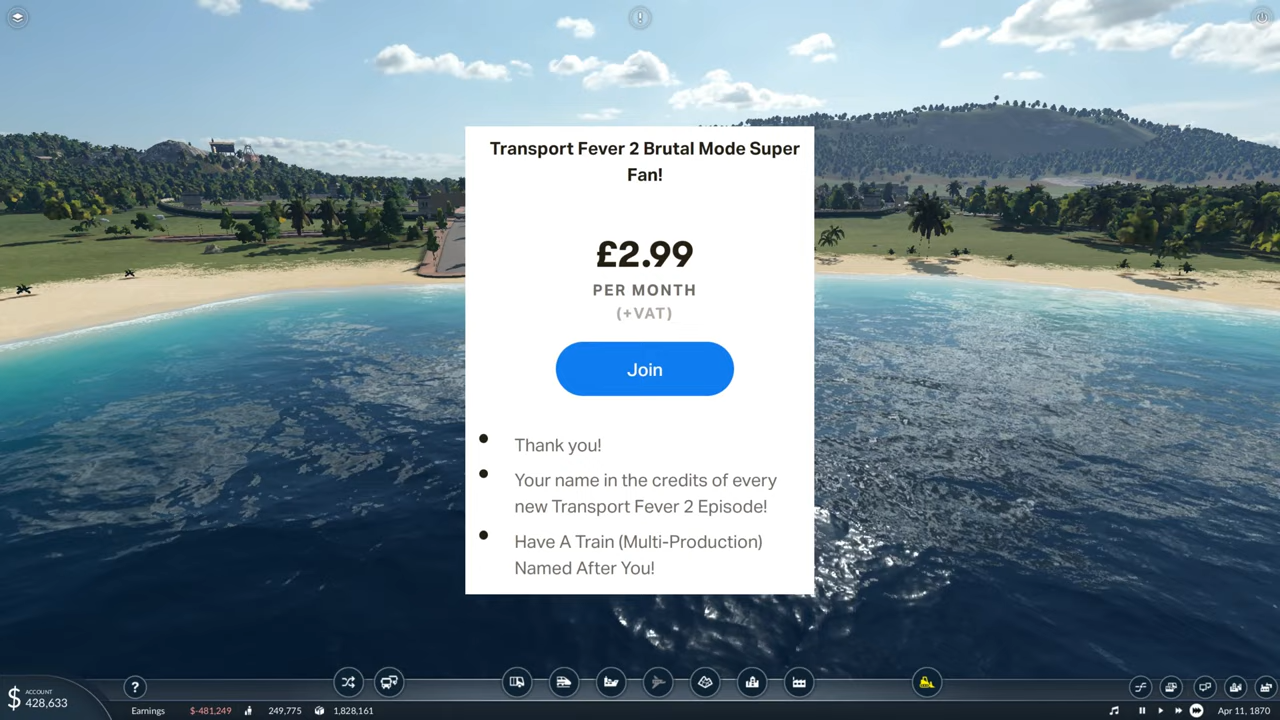 Transport Fever 2 Brutal Mode Super
Fan!
£2.99
PER MONTH
(+VAT)
Join
Thank you!
Your name in the credits of every
new Transport Fever 2 Episode!
Have A Train (Multi-Production)
Named After You!
$ ACCOUNT
428,633
?
Earnings $-481,249 249,775 1,828,161
Apr 11, 1870